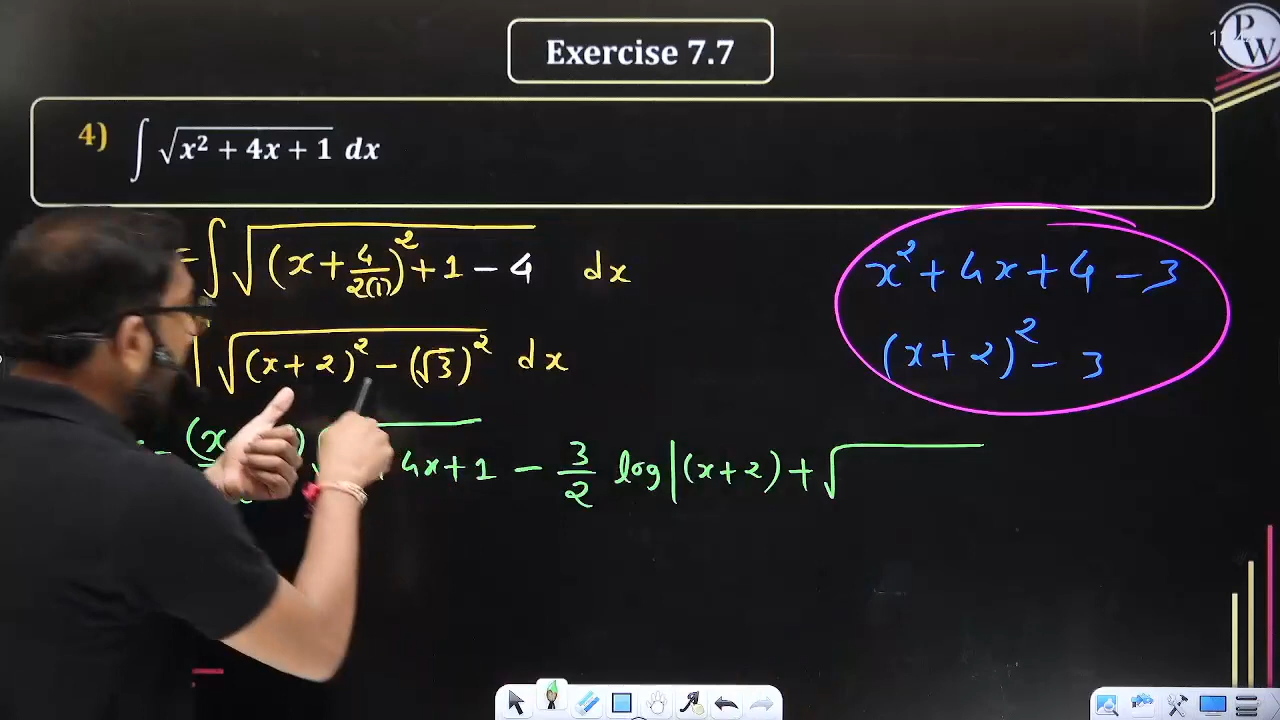 Exercise 7.7
PW
4) ∫ √(x² + 4x + 1) dx
= ∫ √((x + 4/2(1))² + 1 - 4) dx
∫ √((x + 2)² - (√3)²) dx
(x 4x + 1 - 3/2 log |(x + 2) + √
x² + 4x + 4 - 3
(x + 2)² - 3